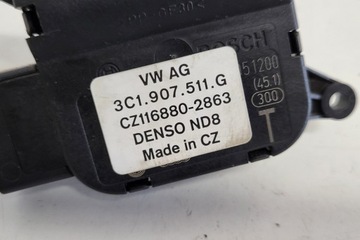 BOSCH
VW AG
3C1.907.511.G
CZ116880-2863
DENSO ND8
Made in CZ
51200
(45.1)
300
T